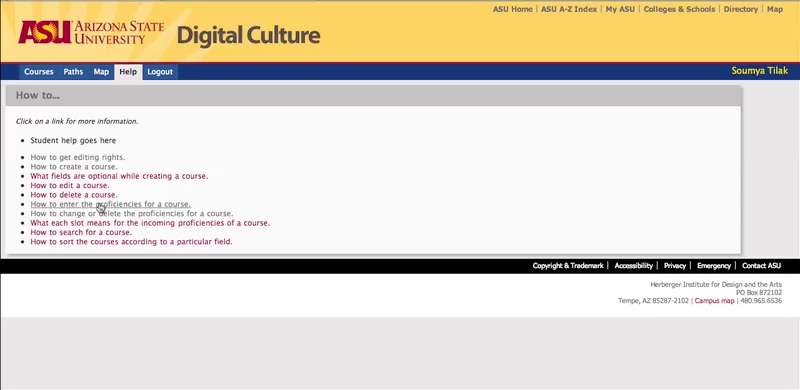 ASU Home | ASU A-Z Index | My ASU | Colleges & Schools | Directory | Map
ASU ARIZONA STATE UNIVERSITY
Digital Culture
Courses Paths Map Help Logout
Soumya Tilak
How to...
Click on a link for more information.
Student help goes here
How to get editing rights.
How to create a course.
What fields are optional while creating a course.
How to edit a course.
How to delete a course.
How to enter the proficiencies for a course.
How to change or delete the proficiencies for a course.
What each slot means for the incoming proficiencies of a course.
How to search for a course.
How to sort the courses according to a particular field.
Copyright & Trademark | Accessibility | Privacy | Emergency | Contact ASU
Herberger Institute for Design and the Arts
PO Box 872102
Tempe, AZ 85287-2102 | Campus map | 480.965.6536